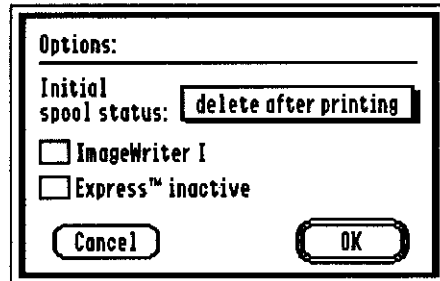 Options:
Initial
spool status: delete after printing
ImageWriter I
Express™ inactive
Cancel OK